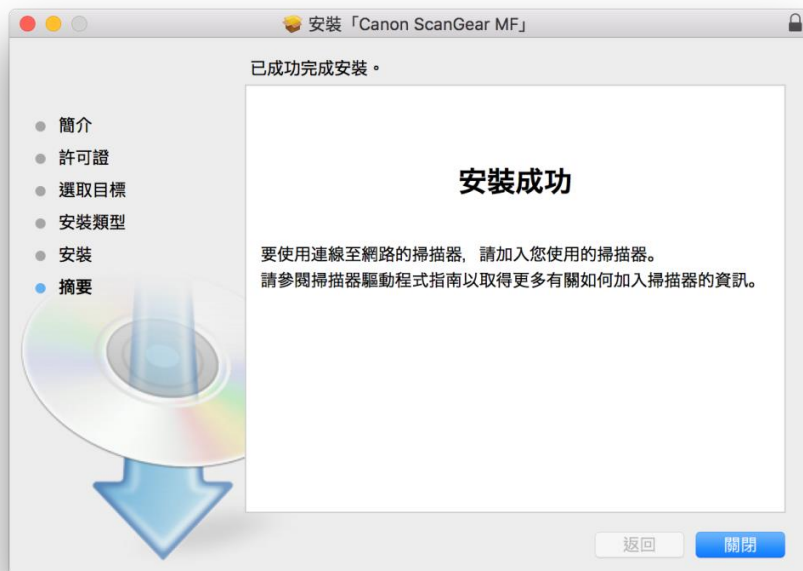 安裝「Canon ScanGear MF」
已成功完成安裝。
簡介
許可證
選取目標
安裝類型
安裝
摘要
安裝成功
要使用連線至網路的掃描器，請加入您使用的掃描器。
請參閱掃描器驅動程式指南以取得更多有關如何加入掃描器的資訊。
返回
關閉